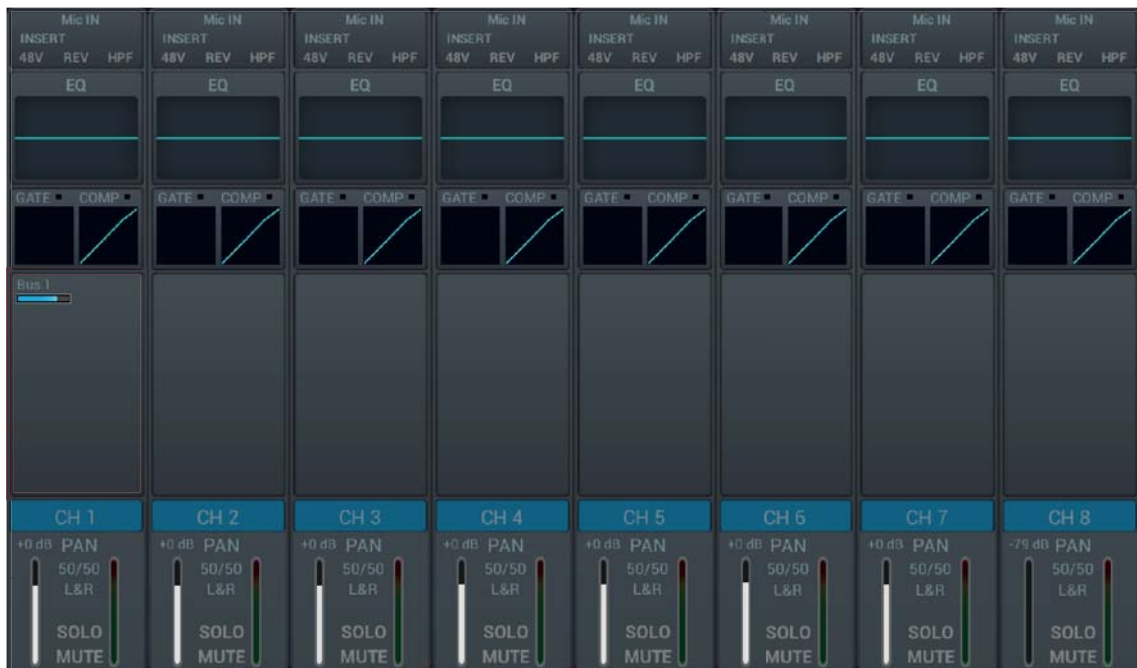 Mic IN Mic IN Mic IN Mic IN Mic IN Mic IN Mic IN Mic IN
INSERT INSERT INSERT INSERT INSERT INSERT INSERT INSERT
48V REV HPF 48V REV HPF 48V REV HPF 48V REV HPF 48V REV HPF 48V REV HPF 48V REV HPF 48V REV HPF
EQ EQ EQ EQ EQ EQ EQ EQ
GATE COMP GATE COMP GATE COMP GATE COMP GATE COMP GATE COMP GATE COMP GATE COMP
Bus 1
CH 1 CH 2 CH 3 CH 4 CH 5 CH 6 CH 7 CH 8
+0 dB PAN +0 dB PAN +0 dB PAN +0 dB PAN +0 dB PAN +0 dB PAN +0 dB PAN -79 dB PAN
50/50 50/50 50/50 50/50 50/50 50/50 50/50 50/50
L&R L&R L&R L&R L&R L&R L&R L&R
SOLO SOLO SOLO SOLO SOLO SOLO SOLO SOLO
MUTE MUTE MUTE MUTE MUTE MUTE MUTE MUTE